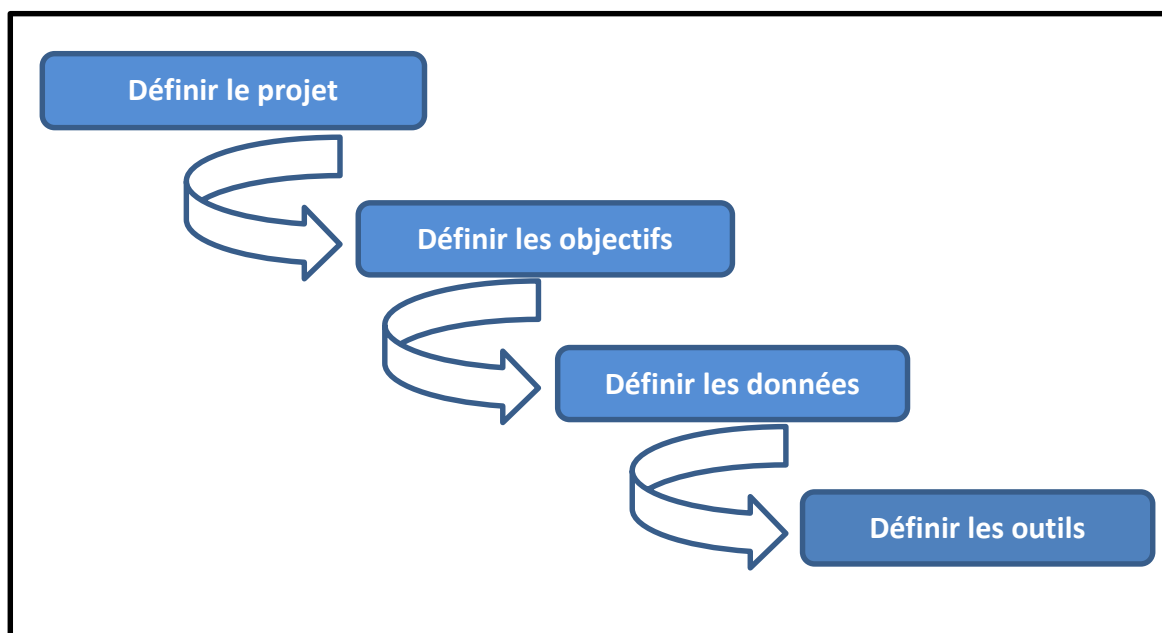 Définir le projet
Définir les objectifs
Définir les données
Définir les outils